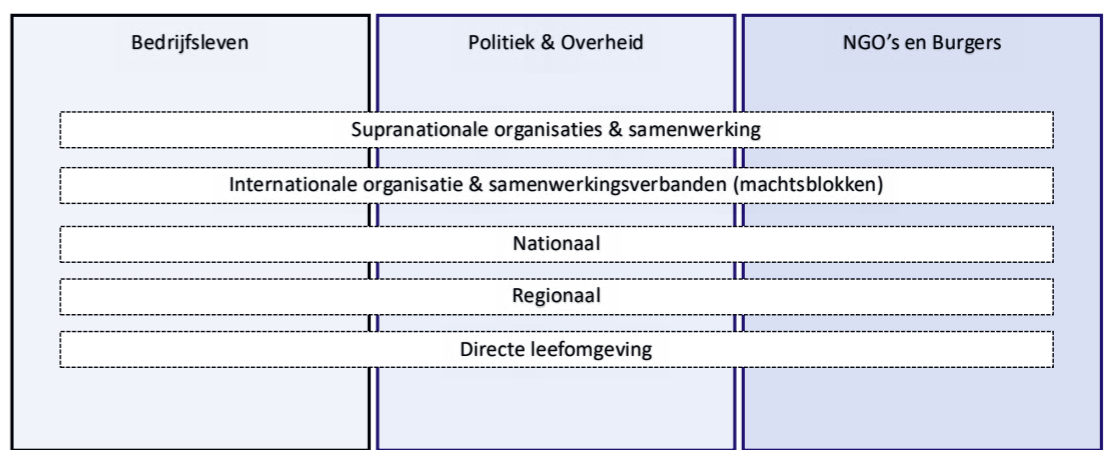 Bedrijfsleven
Politiek & Overheid
NGO's en Burgers
Supranationale organisaties & samenwerking
Internationale organisatie & samenwerkingsverbanden (machtsblokken)
Nationaal
Regionaal
Directe leefomgeving